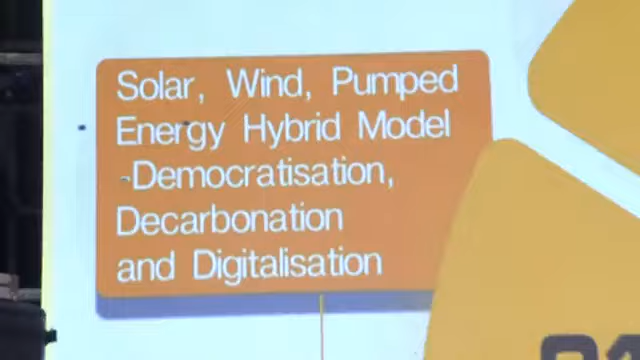 Solar, Wind, Pumped
Energy Hybrid Model
-Democratisation,
Decarbonation
and Digitalisation